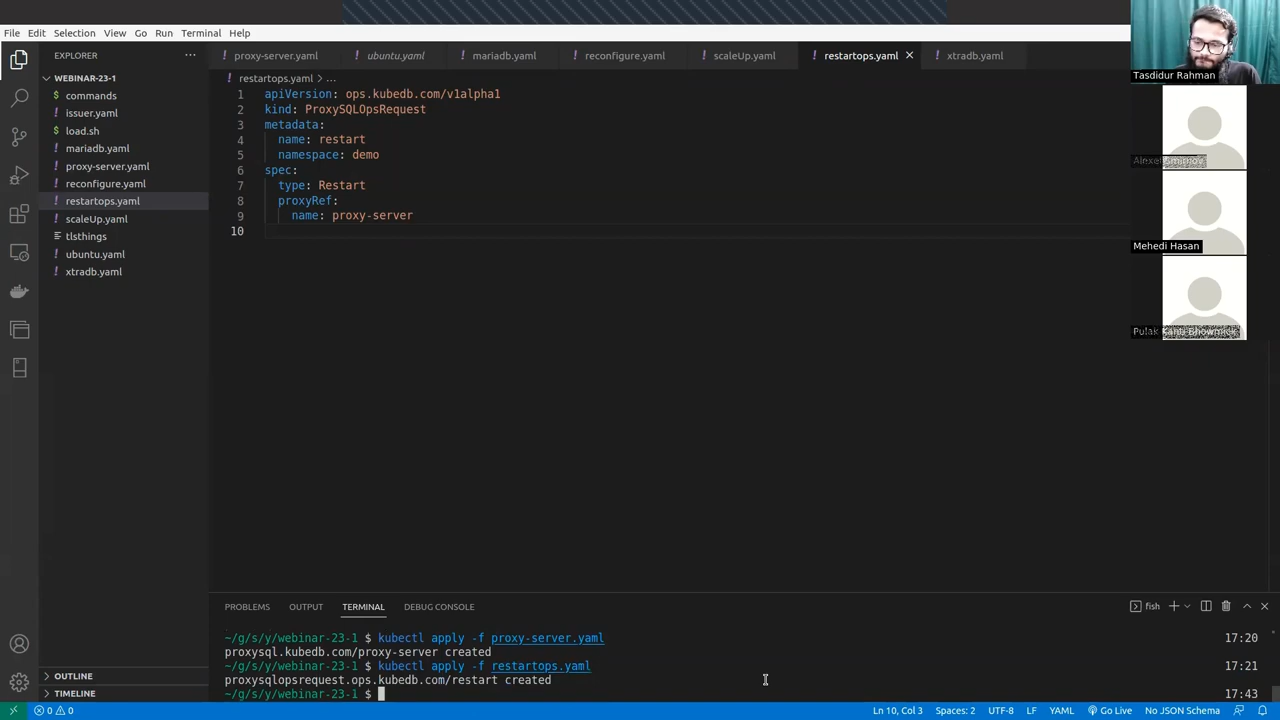 File Edit Selection View Go Run Terminal Help
EXPLORER
WEBINAR-23-1
commands
issuer.yaml
load.sh
mariadb.yaml
proxy-server.yaml
reconfigure.yaml
restartops.yaml
scaleUp.yaml
tlsthings
ubuntu.yaml
xtradb.yaml
OUTLINE
TIMELINE
proxy-server.yaml ubuntu.yaml mariadb.yaml reconfigure.yaml scaleUp.yaml restartops.yaml xtradb.yaml
restartops.yaml > ...
1 apiVersion: ops.kubedb.com/v1alpha1
2 kind: ProxySQLOpsRequest
3 metadata:
4 name: restart
5 namespace: demo
6 spec:
7 type: Restart
8 proxyRef:
9 name: proxy-server
10
PROBLEMS OUTPUT TERMINAL DEBUG CONSOLE
fish
~/g/s/y/webinar-23-1 $ kubectl apply -f proxy-server.yaml 17:20
proxysql.kubedb.com/proxy-server created
~/g/s/y/webinar-23-1 $ kubectl apply -f restartops.yaml 17:21
proxysqlopsrequest.ops.kubedb.com/restart created
~/g/s/y/webinar-23-1 $ 17:43
0 0
Ln 10, Col 3 Spaces: 2 UTF-8 LF YAML Go Live No JSON Schema
Tasdidur Rahman
Mehedi Hasan
Pulak